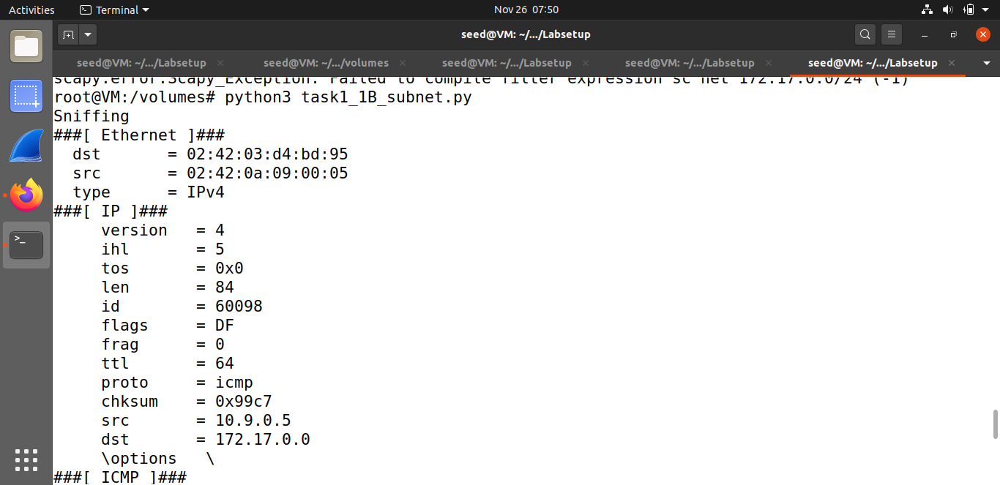 Activities Terminal Nov 26 07:50
seed@VM: ~/.../Labsetup
seed@VM: ~/.../Labsetup × seed@VM: ~/.../volumes × seed@VM: ~/.../Labsetup × seed@VM: ~/.../Labsetup × seed@VM: ~/.../Labsetup ×
scapy.error.Scapy_Exception: Failed to compile filter expression sc net 172.17.0.0/24 (-1)
root@VM:/volumes# python3 task1_1B_subnet.py
Sniffing
###[ Ethernet ]###
  dst       = 02:42:03:d4:bd:95
  src       = 02:42:0a:09:00:05
  type      = IPv4
###[ IP ]###
     version   = 4
     ihl       = 5
     tos       = 0x0
     len       = 84
     id        = 60098
     flags     = DF
     frag      = 0
     ttl       = 64
     proto     = icmp
     chksum    = 0x99c7
     src       = 10.9.0.5
     dst       = 172.17.0.0
     \options   \
###[ ICMP ]###